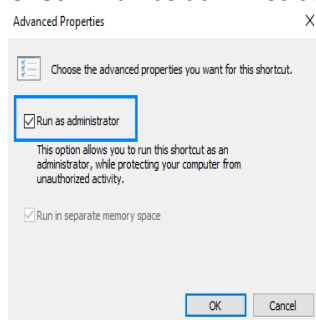 Advanced Properties
X
Choose the advanced properties you want for this shortcut.
Run as administrator
This option allows you to run this shortcut as an
administrator, while protecting your computer from
unauthorized activity.
Run in separate memory space
OK
Cancel